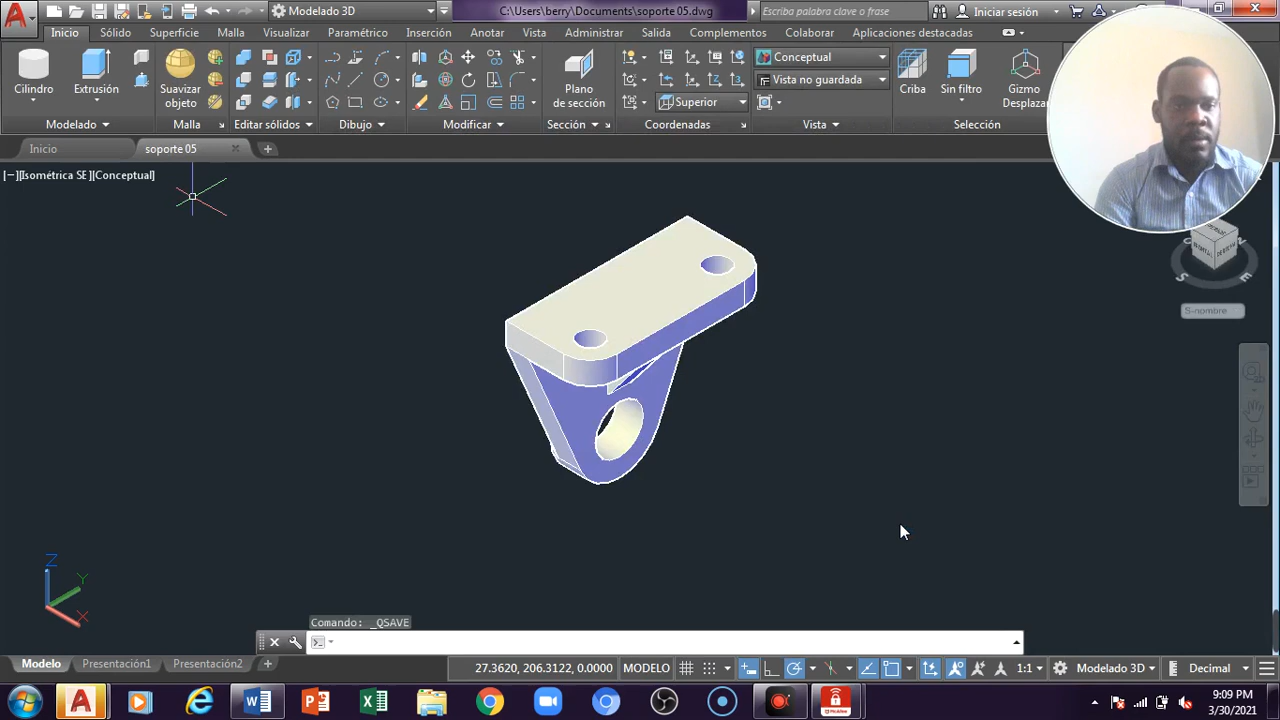 Modelado 3D
C:\Users\berry\Documents\soporte 05.dwg
Escriba palabra clave o frase
Iniciar sesión
Inicio Sólido Superficie Malla Visualizar Paramétrico Inserción Anotar Vista Administrar Salida Complementos Colaborar Aplicaciones destacadas
Conceptual
Vista no guardada
Cilindro Extrusión Suavizar objeto Plano de sección Superior Criba Sin filtro Gizmo Desplaz
Modelado Malla Editar sólidos Dibujo Modificar Sección Coordenadas Vista Selección
Inicio soporte 05
[−][Isométrica SE][Conceptual]
S
E
S-nombre
Z
Y
X
Comando: _QSAVE
Modelo Presentación1 Presentación2
27.3620, 206.3122, 0.0000 MODELO
1:1
Modelado 3D
Decimal
9:09 PM
3/30/2021